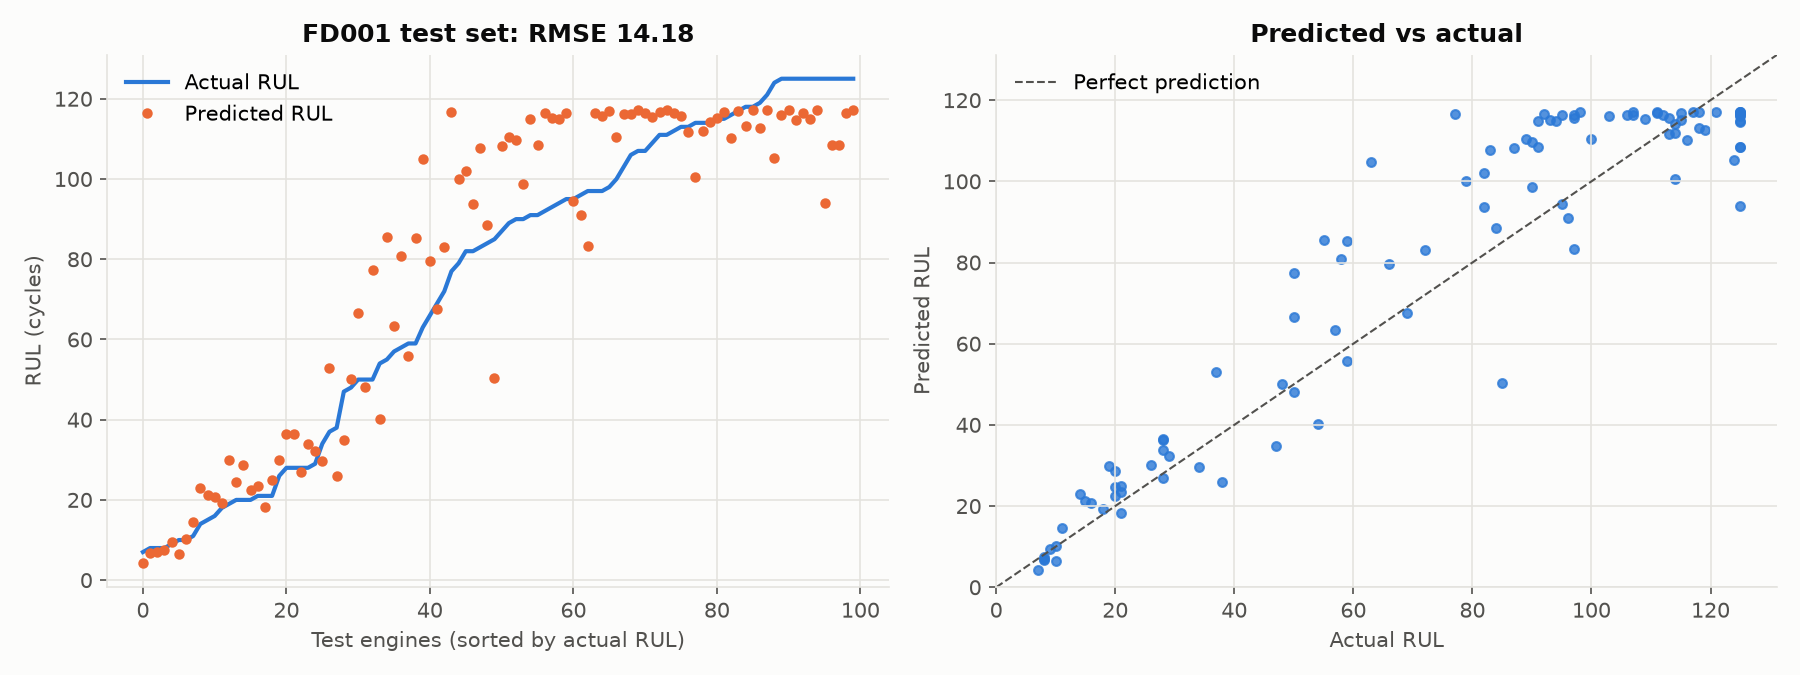 FD001 test set: RMSE 14.18
Actual RUL
Predicted RUL
120
100
80
60
40
20
0
RUL (cycles)
0 20 40 60 80 100
Test engines (sorted by actual RUL)
Predicted vs actual
Perfect prediction
120
100
80
60
40
20
0
Predicted RUL
0 20 40 60 80 100 120
Actual RUL